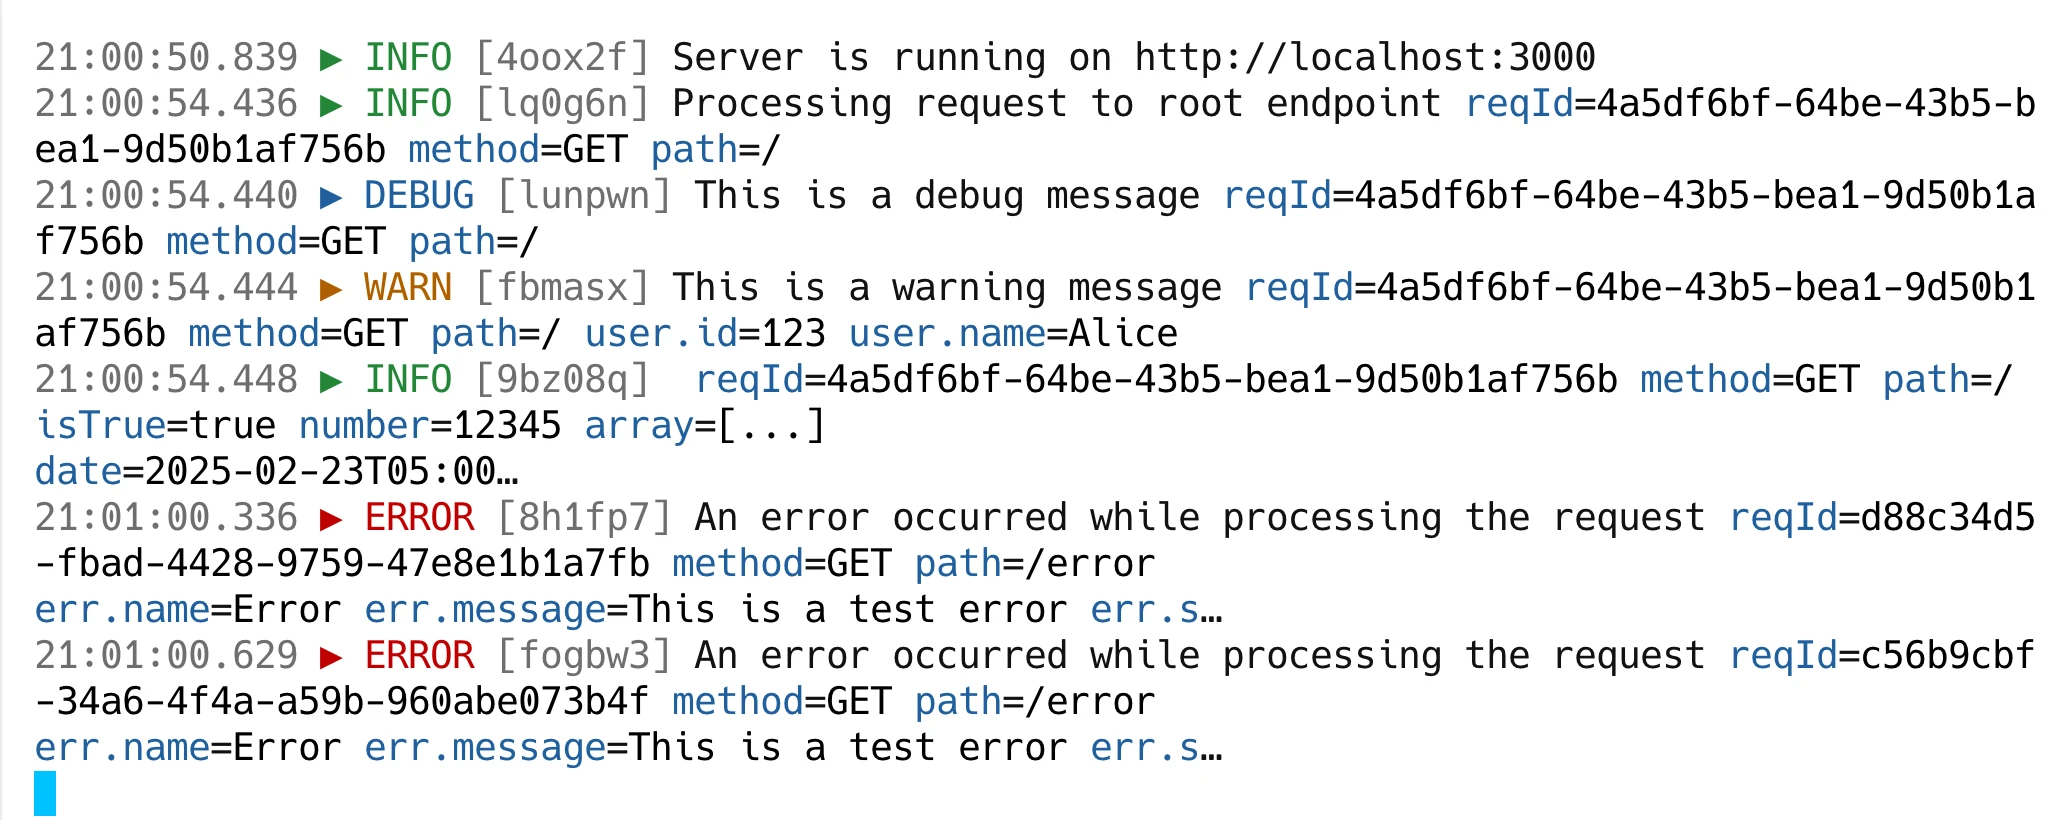 21:00:50.839 ▶ INFO [4oox2f] Server is running on http://localhost:3000
21:00:54.436 ▶ INFO [lq0g6n] Processing request to root endpoint reqId=4a5df6bf-64be-43b5-b
ea1-9d50b1af756b method=GET path=/
21:00:54.440 ▶ DEBUG [lunpwn] This is a debug message reqId=4a5df6bf-64be-43b5-bea1-9d50b1a
f756b method=GET path=/
21:00:54.444 ▶ WARN [fbmasx] This is a warning message reqId=4a5df6bf-64be-43b5-bea1-9d50b1
af756b method=GET path=/ user.id=123 user.name=Alice
21:00:54.448 ▶ INFO [9bz08q]  reqId=4a5df6bf-64be-43b5-bea1-9d50b1af756b method=GET path=/
isTrue=true number=12345 array=[...]
date=2025-02-23T05:00…
21:01:00.336 ▶ ERROR [8h1fp7] An error occurred while processing the request reqId=d88c34d5
-fbad-4428-9759-47e8e1b1a7fb method=GET path=/error
err.name=Error err.message=This is a test error err.s…
21:01:00.629 ▶ ERROR [fogbw3] An error occurred while processing the request reqId=c56b9cbf
-34a6-4f4a-a59b-960abe073b4f method=GET path=/error
err.name=Error err.message=This is a test error err.s…